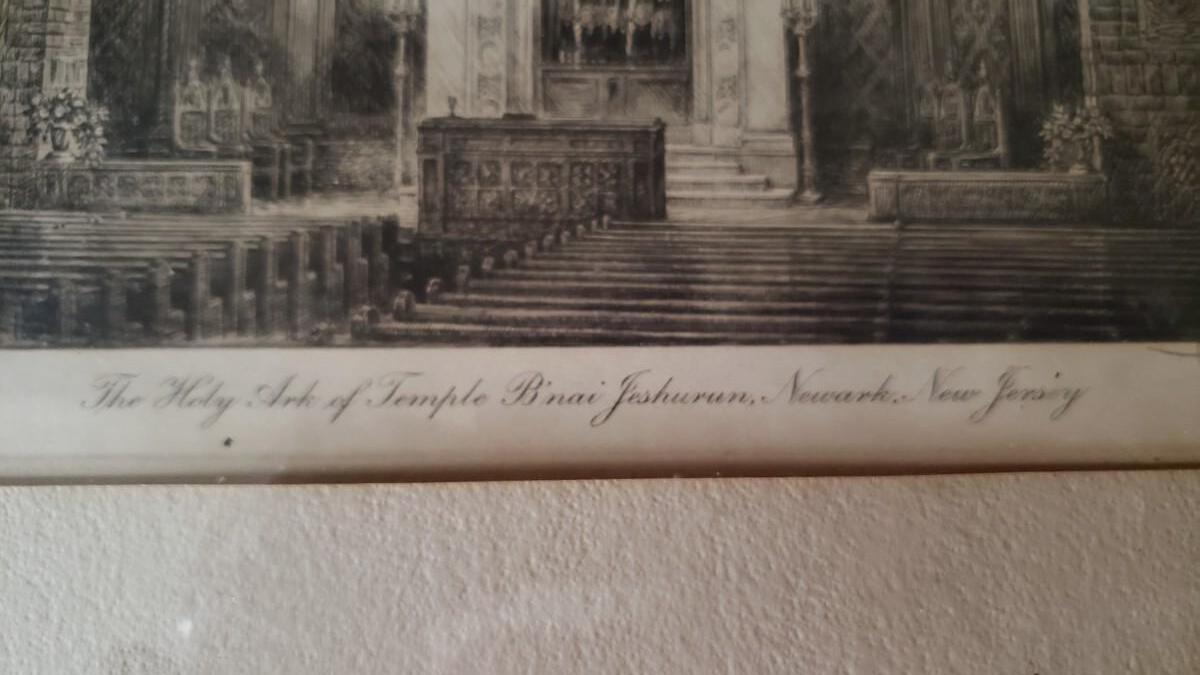 The Holy Ark of Temple B'nai Jeshurun, Newark, New Jersey